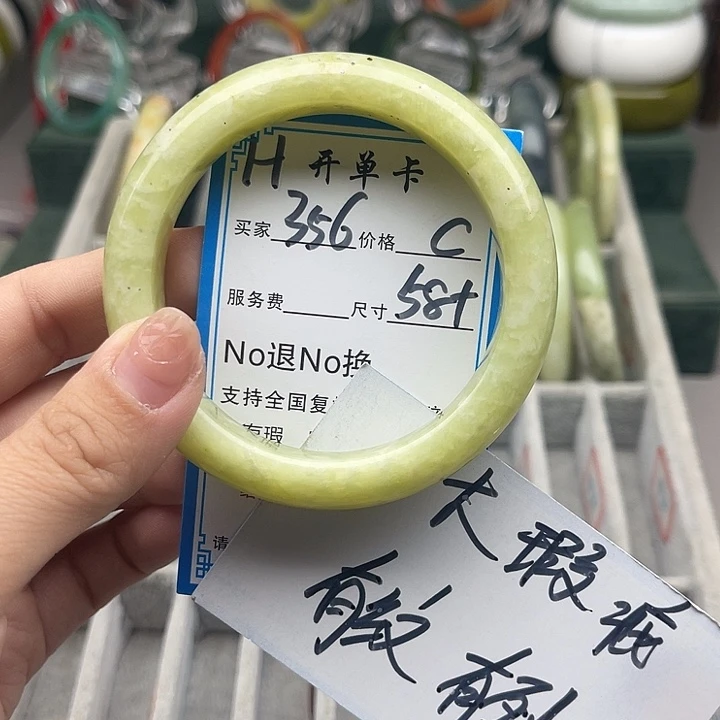 H 开单卡
买家 356 价格 C
服务费 尺寸 58+
No退No换
支持全国复
有瑕
请
大瑕疵
有纹 有